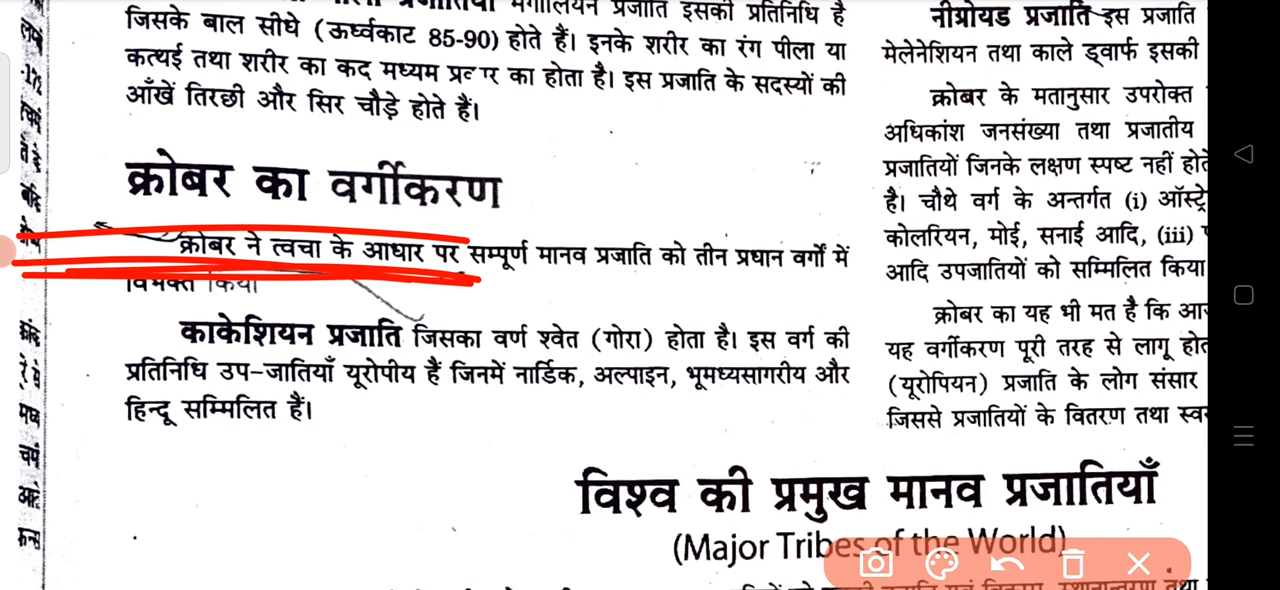 जिसके बाल सीधे (ऊर्ध्वकाट 85-90) होते हैं। इनके शरीर का रंग पीला या
कत्थई तथा शरीर का कद मध्यम का होता है। इस प्रजाति के सदस्यों की
आँखें तिरछी और सिर चौड़े होते हैं।
क्रोबर का वर्गीकरण
क्रोबर ने त्वचा के आधार पर सम्पूर्ण मानव प्रजाति को तीन प्रधान वर्गों में
विभक्त किया
काकेशियन प्रजाति जिसका वर्ण श्वेत (गोरा) होता है। इस वर्ग की
प्रतिनिधि उप-जातियाँ यूरोपीय हैं जिनमें नार्डिक, अल्पाइन, भूमध्यसागरीय और
हिन्दू सम्मिलित हैं।
नीग्रोयड प्रजाति इस प्रजाति
मेलेनेशियन तथा काले ड्वार्फ इसकी
क्रोबर के मतानुसार उपरोक्त
अधिकांश जनसंख्या तथा प्रजातीय
प्रजातियों जिनके लक्षण स्पष्ट नहीं होते
है। चौथे वर्ग के अन्तर्गत (i) ऑस्ट्रे
कोलरियन, मोई, सनाई आदि, (iii)
आदि उपजातियों को सम्मिलित किया
क्रोबर का यह भी मत है कि
यह वर्गीकरण पूरी तरह से लागू
(यूरोपियन) प्रजाति के लोग संसार
जिससे प्रजातियों के वितरण तथा
विश्व की प्रमुख मानव प्रजातियाँ
(Major Tribes of the World)